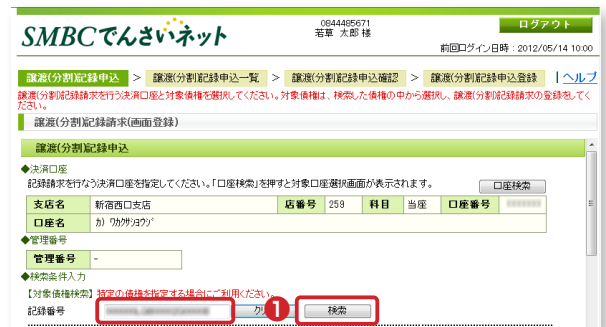 SMBCでんさいネット
0844485671
若草 太郎 様
ログアウト
前回ログイン日時:2012/05/14 10:00
譲渡(分割)記録申込 > 譲渡(分割)記録申込一覧 > 譲渡(分割)記録申込確認 > 譲渡(分割)記録申込登録 | ヘルプ
譲渡(分割)記録請求を行う決済口座と対象債権を選択してください。対象債権は、検索した債権の中から選択し、譲渡(分割)記録請求の登録をしてく
ださい。
譲渡(分割)記録請求(画面登録)
譲渡(分割)記録申込
◆決済口座
記録請求を行なう決済口座を指定してください。「口座検索」を押すと対象口座選択画面が表示されます。 口座検索
支店名 新宿西口支店 店番号 259 科目 当座 口座番号
口座名 カ)ワカクサシヨウジ
◆管理番号
管理番号 -
◆検索条件入力
【対象債権検索】特定の債権を指定する場合にご利用ください。
記録番号 クリ 1 検索